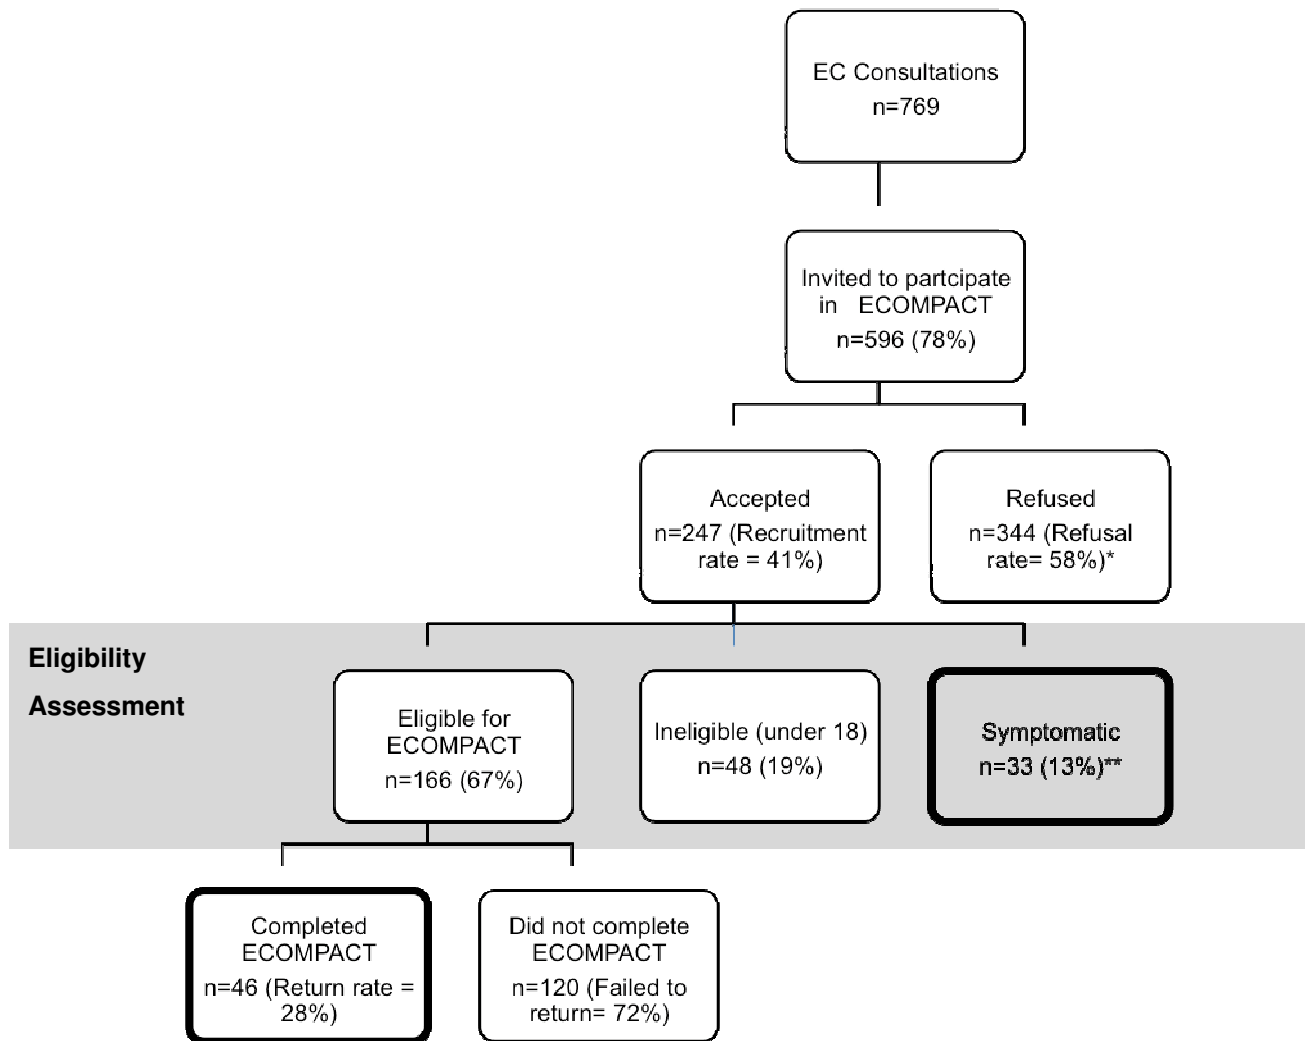 EC Consultations
n=769
Invited to partcipate
in ECOMPACT
n=596 (78%)
Accepted
n=247 (Recruitment
rate = 41%)
Refused
n=344 (Refusal
rate= 58%)*
Eligibility
Assessment
Eligible for
ECOMPACT
n=166 (67%)
Ineligible (under 18)
n=48 (19%)
Symptomatic
n=33 (13%)**
Completed
ECOMPACT
n=46 (Return rate =
28%)
Did not complete
ECOMPACT
n=120 (Failed to
return= 72%)